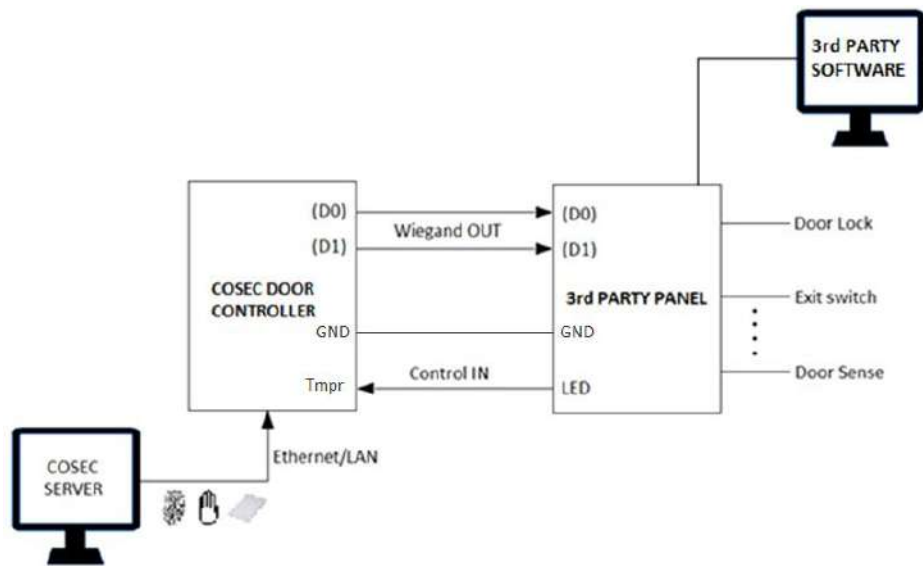 3rd PARTY
SOFTWARE
(D0)
(D0)
Wiegand OUT
Door Lock
(D1)
(D1)
COSEC DOOR
CONTROLLER
3rd PARTY PANEL
Exit switch
GND
GND
Control IN
Door Sense
Tmpr
LED
Ethernet/LAN
COSEC
SERVER